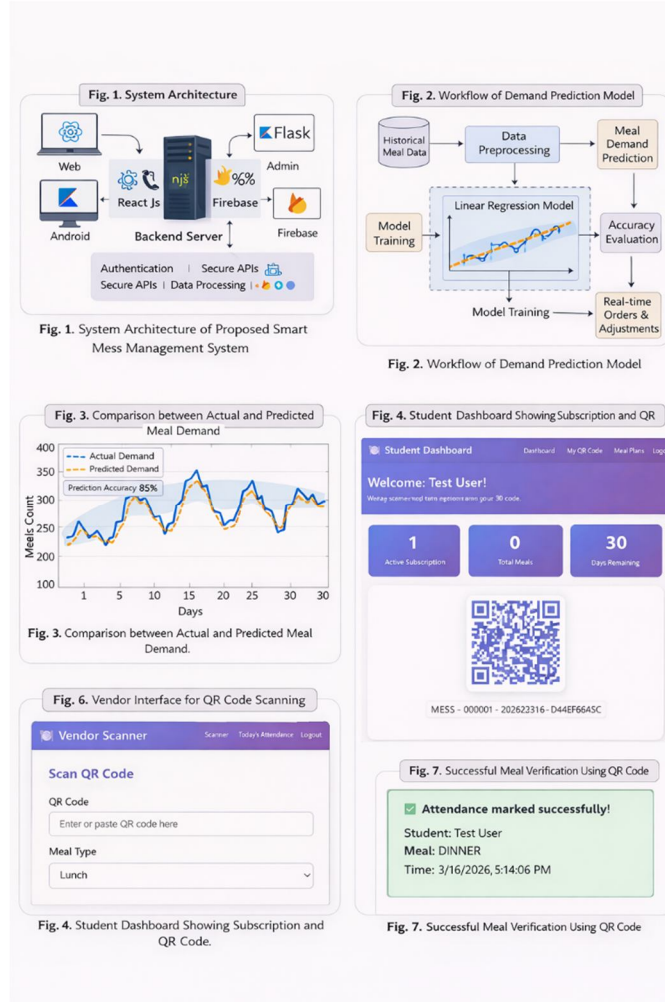 Fig. 1. System Architecture
Web
Android
React Js
njs
Backend Server
%%
Firebase
Flask
Admin
Firebase
Authentication | Secure APIs
Secure APIs | Data Processing |
Fig. 1. System Architecture of Proposed Smart
Mess Management System
Fig. 2. Workflow of Demand Prediction Model
Historical
Meal Data
Data
Preprocessing
Meal
Demand
Prediction
Model
Training
Linear Regression Model
Accuracy
Evaluation
Model Training
Real-time
Orders &
Adjustments
Fig. 2. Workflow of Demand Prediction Model
Fig. 3. Comparison between Actual and Predicted
Meal Demand
Actual Demand
Predicted Demand
Prediction Accuracy 85%
Meels Count
400
350
300
250
200
100
1 5 10 15 20 25 30 30
Days
Fig. 3. Comparison between Actual and Predicted Meal
Demand.
Fig. 4. Student Dashboard Showing Subscription and QR
Student Dashboard
Dashboard My QR Code Meal Plans Logo
Welcome: Test User!
your 30 code.
1
Active Subscription
0
Total Meals
30
Days Remaining
MESS - 000001 - 202623316 - D44EF664SC
Fig. 6. Vendor Interface for QR Code Scanning
Vendor Scanner
Scanner Today's Attendence Logout
Scan QR Code
QR Code
Enter or paste QR code here
Meal Type
Lunch
Fig. 4. Student Dashboard Showing Subscription and
QR Code.
Fig. 7. Successful Meal Verification Using QR Code
Attendance marked successfully!
Student: Test User
Meal: DINNER
Time: 3/16/2026, 5:14:06 PM
Fig. 7. Successful Meal Verification Using QR Code